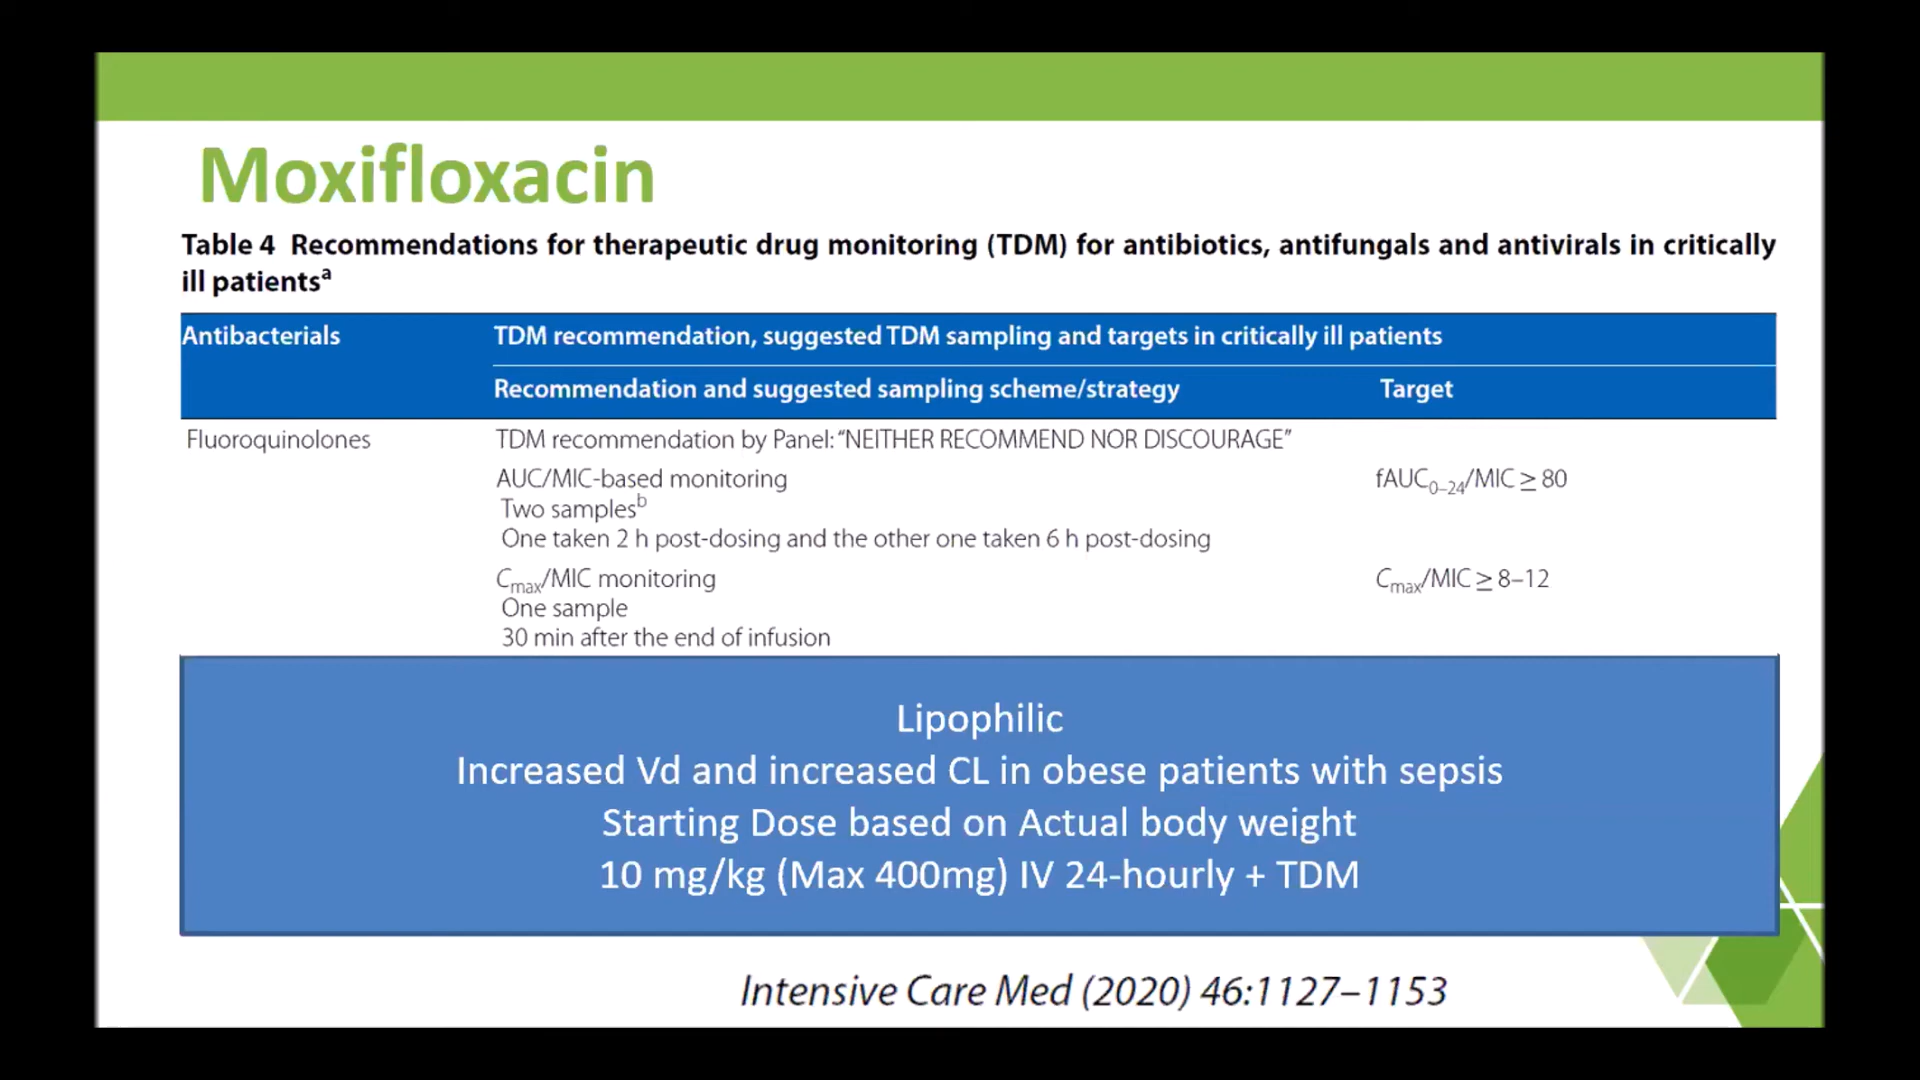 Moxifloxacin
Table 4 Recommendations for therapeutic drug monitoring (TDM) for antibiotics, antifungals and antivirals in critically
ill patientsᵃ
Antibacterials
TDM recommendation, suggested TDM sampling and targets in critically ill patients
Recommendation and suggested sampling scheme/strategy
Target
Fluoroquinolones
TDM recommendation by Panel: “NEITHER RECOMMEND NOR DISCOURAGE”
AUC/MIC-based monitoring
fAUC₀₋₂₄/MIC ≥ 80
Two samplesᵇ
One taken 2 h post-dosing and the other one taken 6 h post-dosing
Cmax/MIC monitoring
Cmax/MIC ≥ 8–12
One sample
30 min after the end of infusion
Lipophilic
Increased Vd and increased CL in obese patients with sepsis
Starting Dose based on Actual body weight
10 mg/kg (Max 400mg) IV 24-hourly + TDM
Intensive Care Med (2020) 46:1127–1153